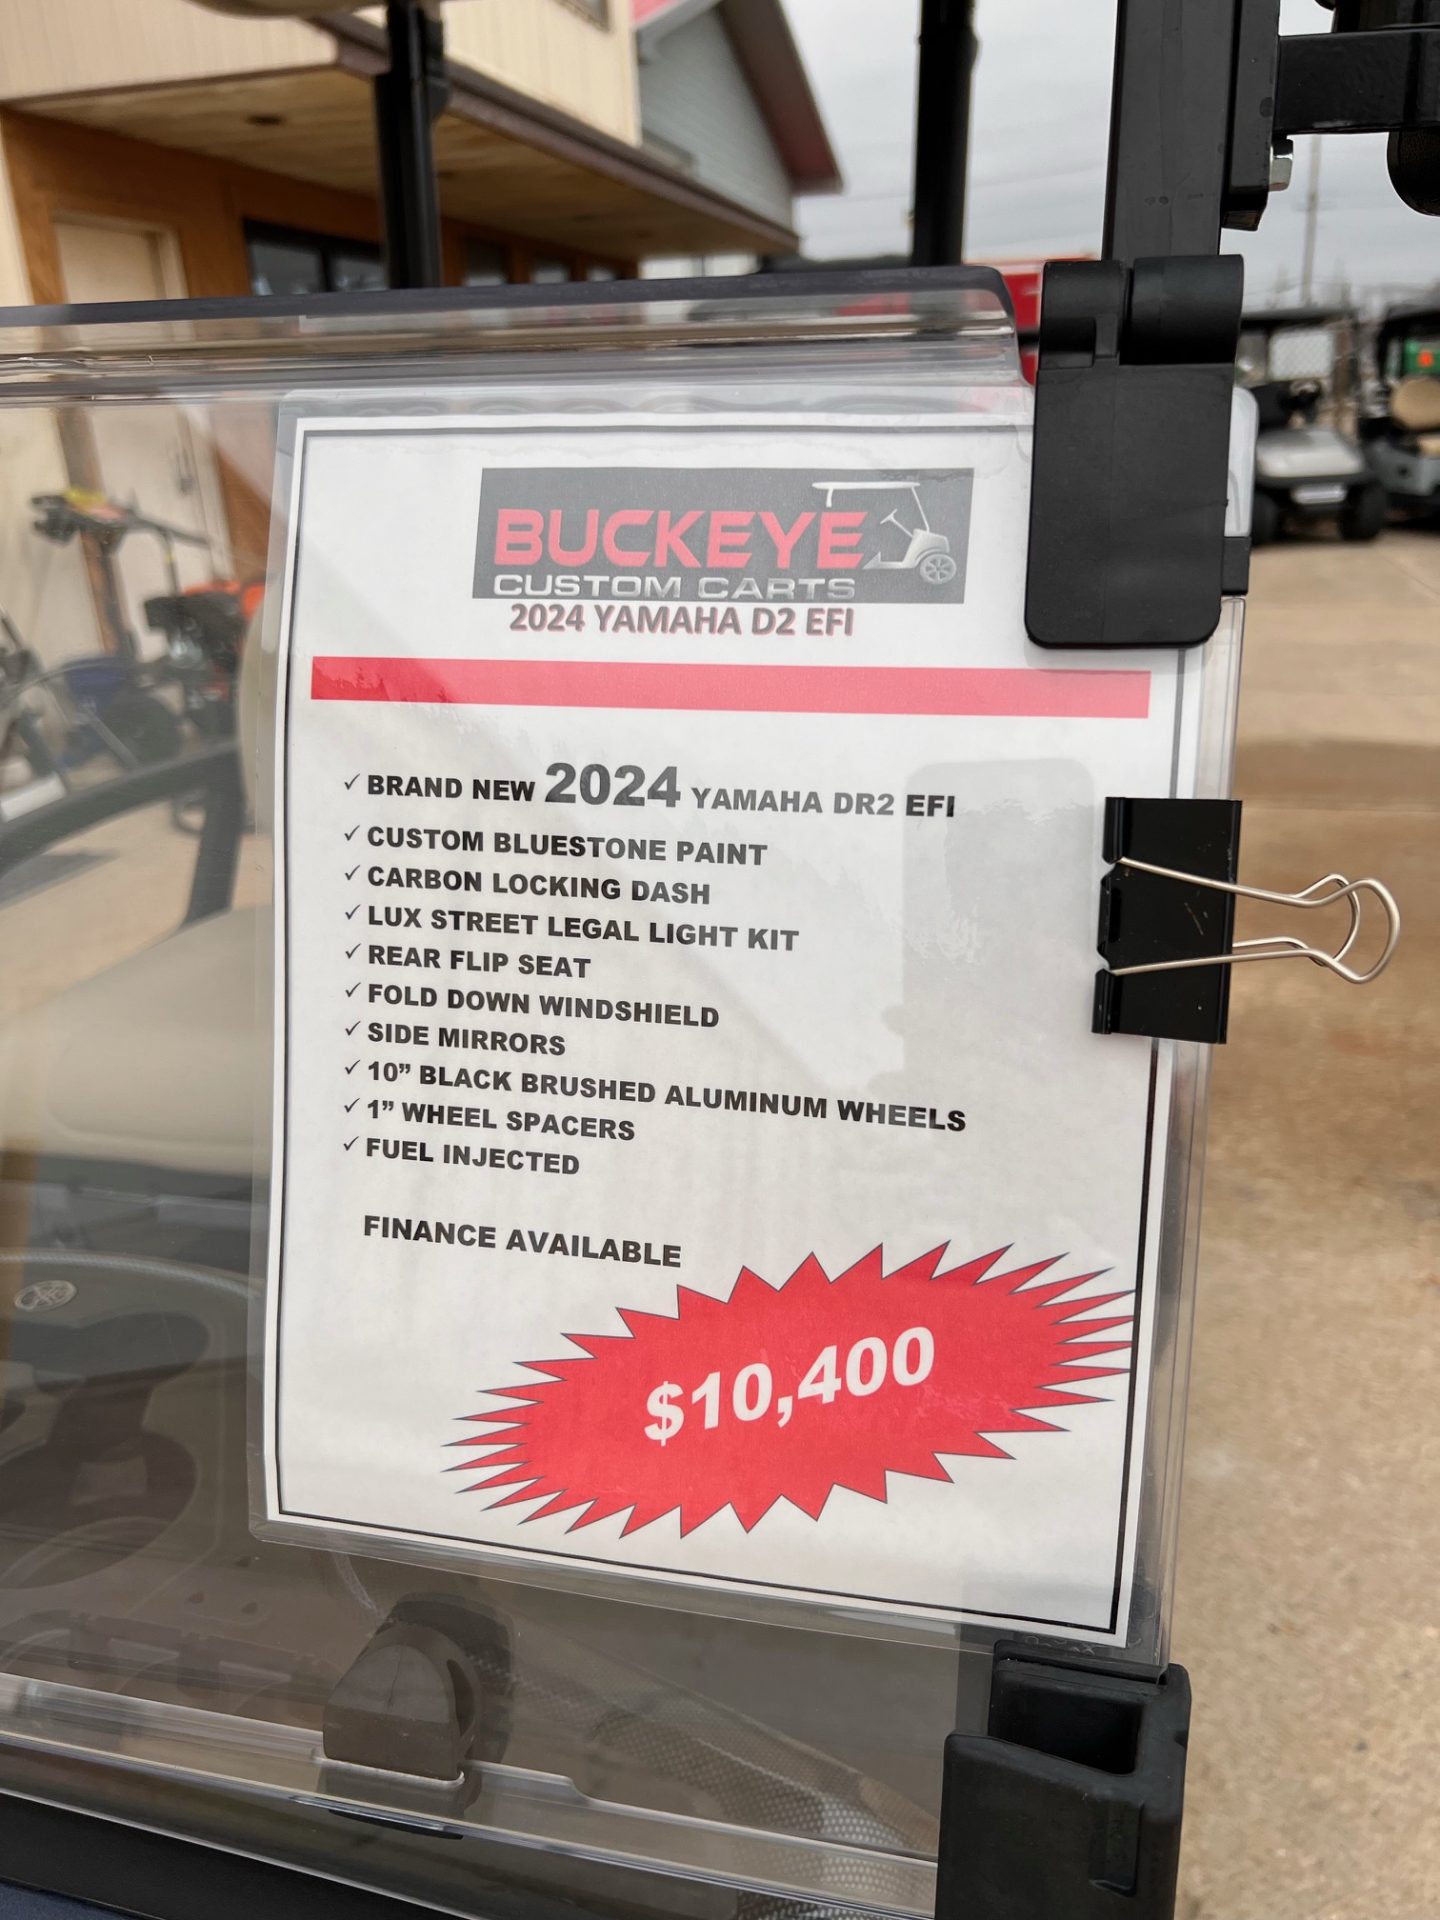 BUCKEYE
CUSTOM CARTS
2024 YAMAHA D2 EFI
✓ BRAND NEW 2024 YAMAHA DR2 EFI
✓ CUSTOM BLUESTONE PAINT
✓ CARBON LOCKING DASH
✓ LUX STREET LEGAL LIGHT KIT
✓ REAR FLIP SEAT
✓ FOLD DOWN WINDSHIELD
✓ SIDE MIRRORS
✓ 10” BLACK BRUSHED ALUMINUM WHEELS
✓ 1” WHEEL SPACERS
✓ FUEL INJECTED
FINANCE AVAILABLE
$10,400